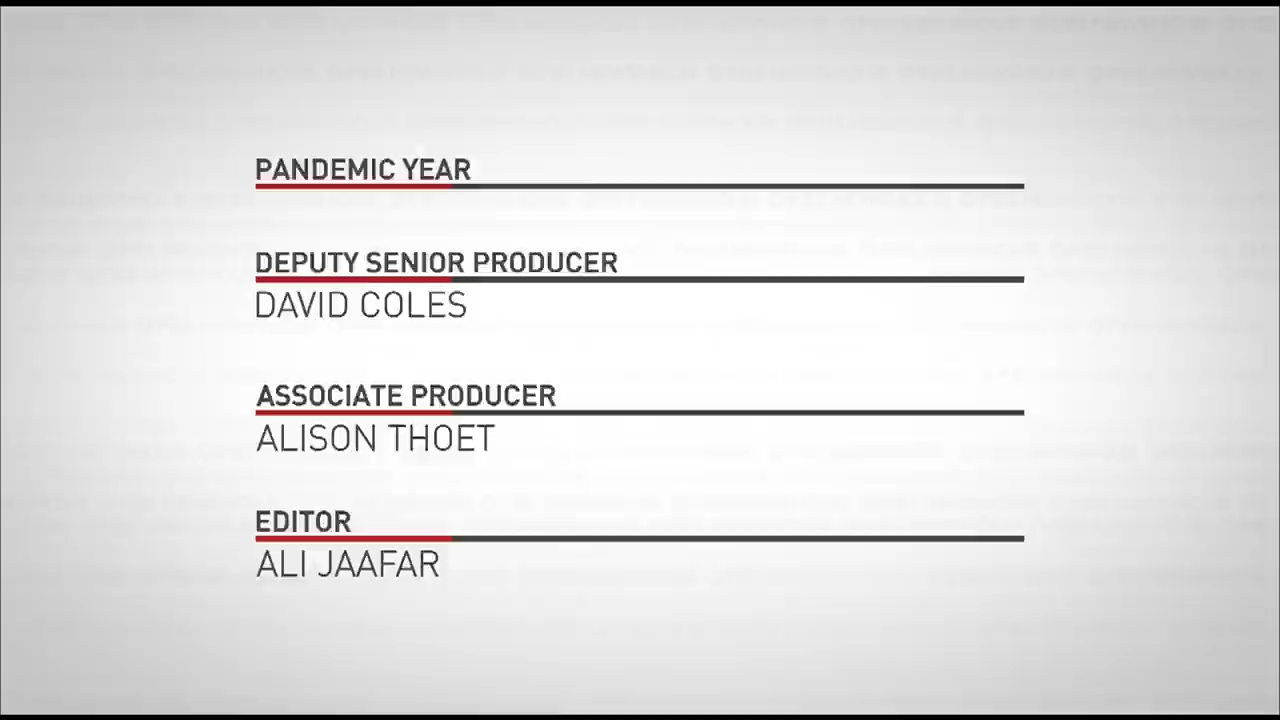 PANDEMIC YEAR
DEPUTY SENIOR PRODUCER
DAVID COLES
ASSOCIATE PRODUCER
ALISON THOET
EDITOR
ALI JAAFAR